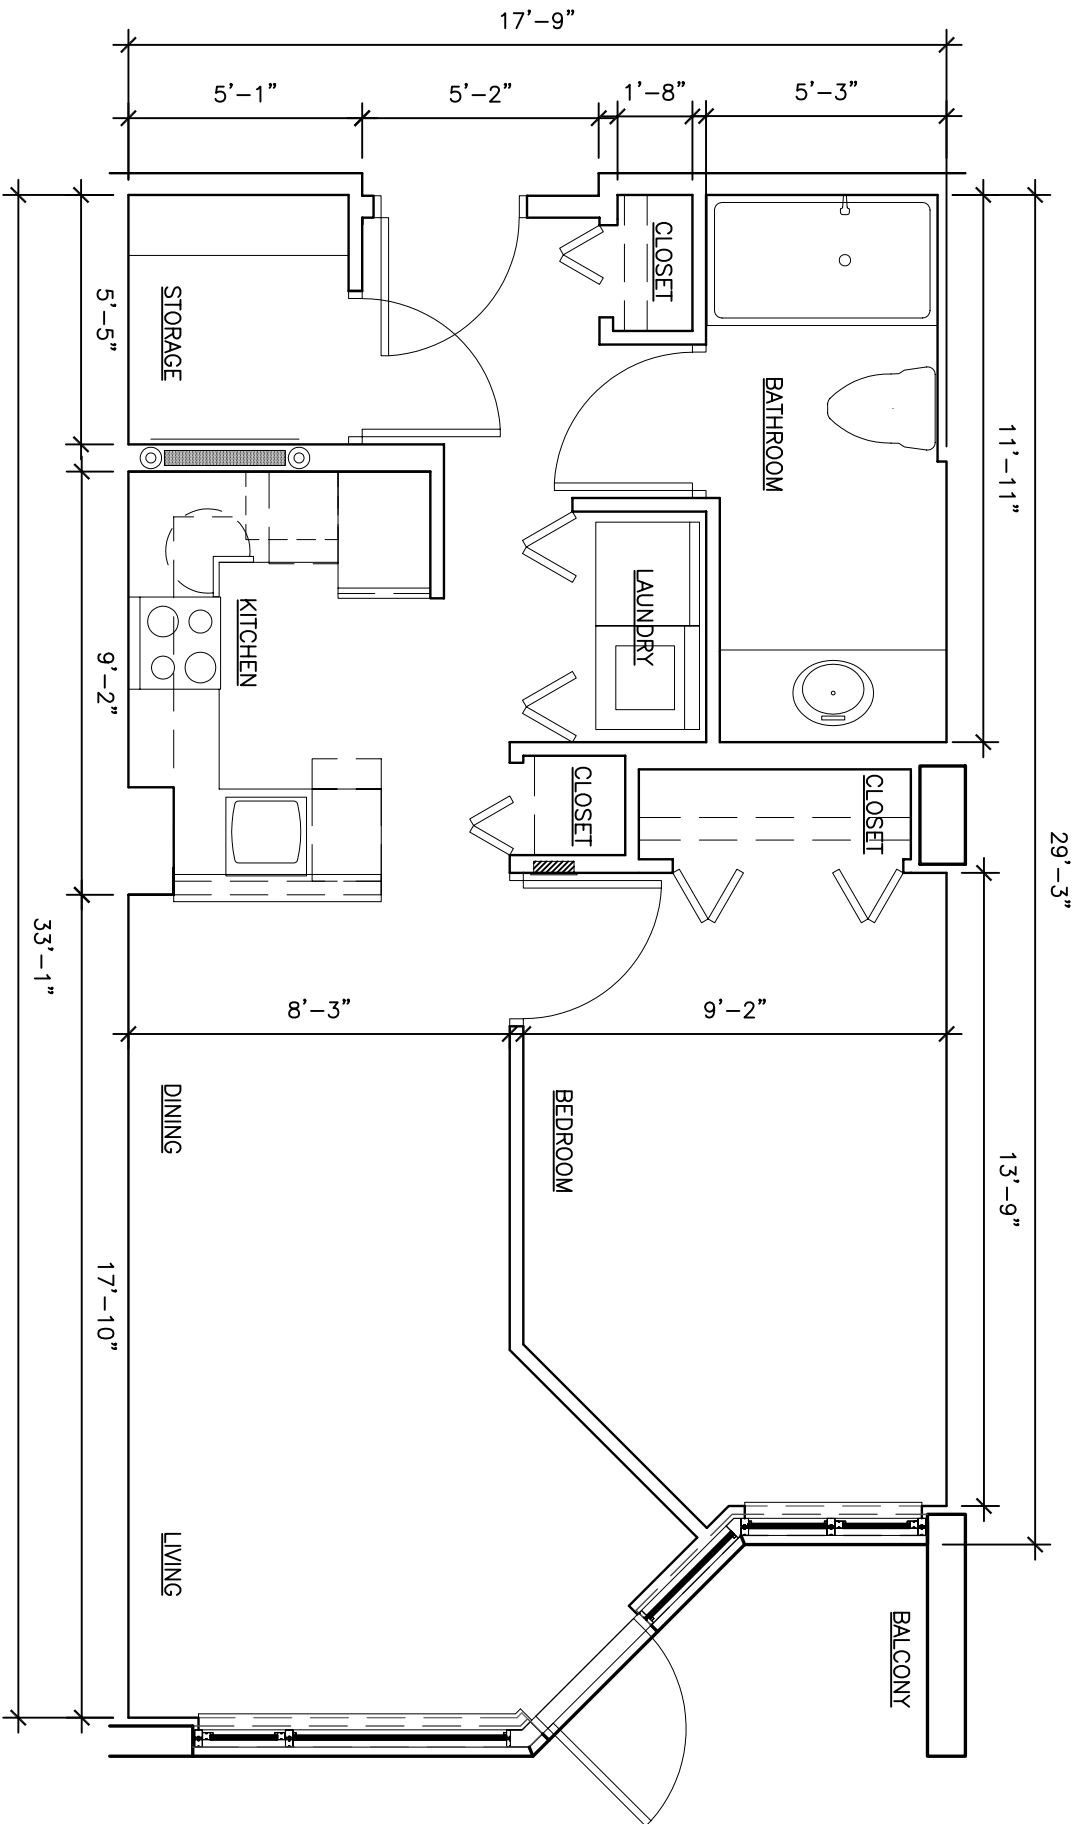 17'-9"
5'-1"
5'-2"
1'-8"
5'-3"
CLOSET
STORAGE
5'-5"
BATHROOM
11'-11"
LAUNDRY
KITCHEN
9'-2"
CLOSET
CLOSET
29'-3"
33'-1"
8'-3"
9'-2"
DINING
BEDROOM
13'-9"
17'-10"
LIVING
BALCONY